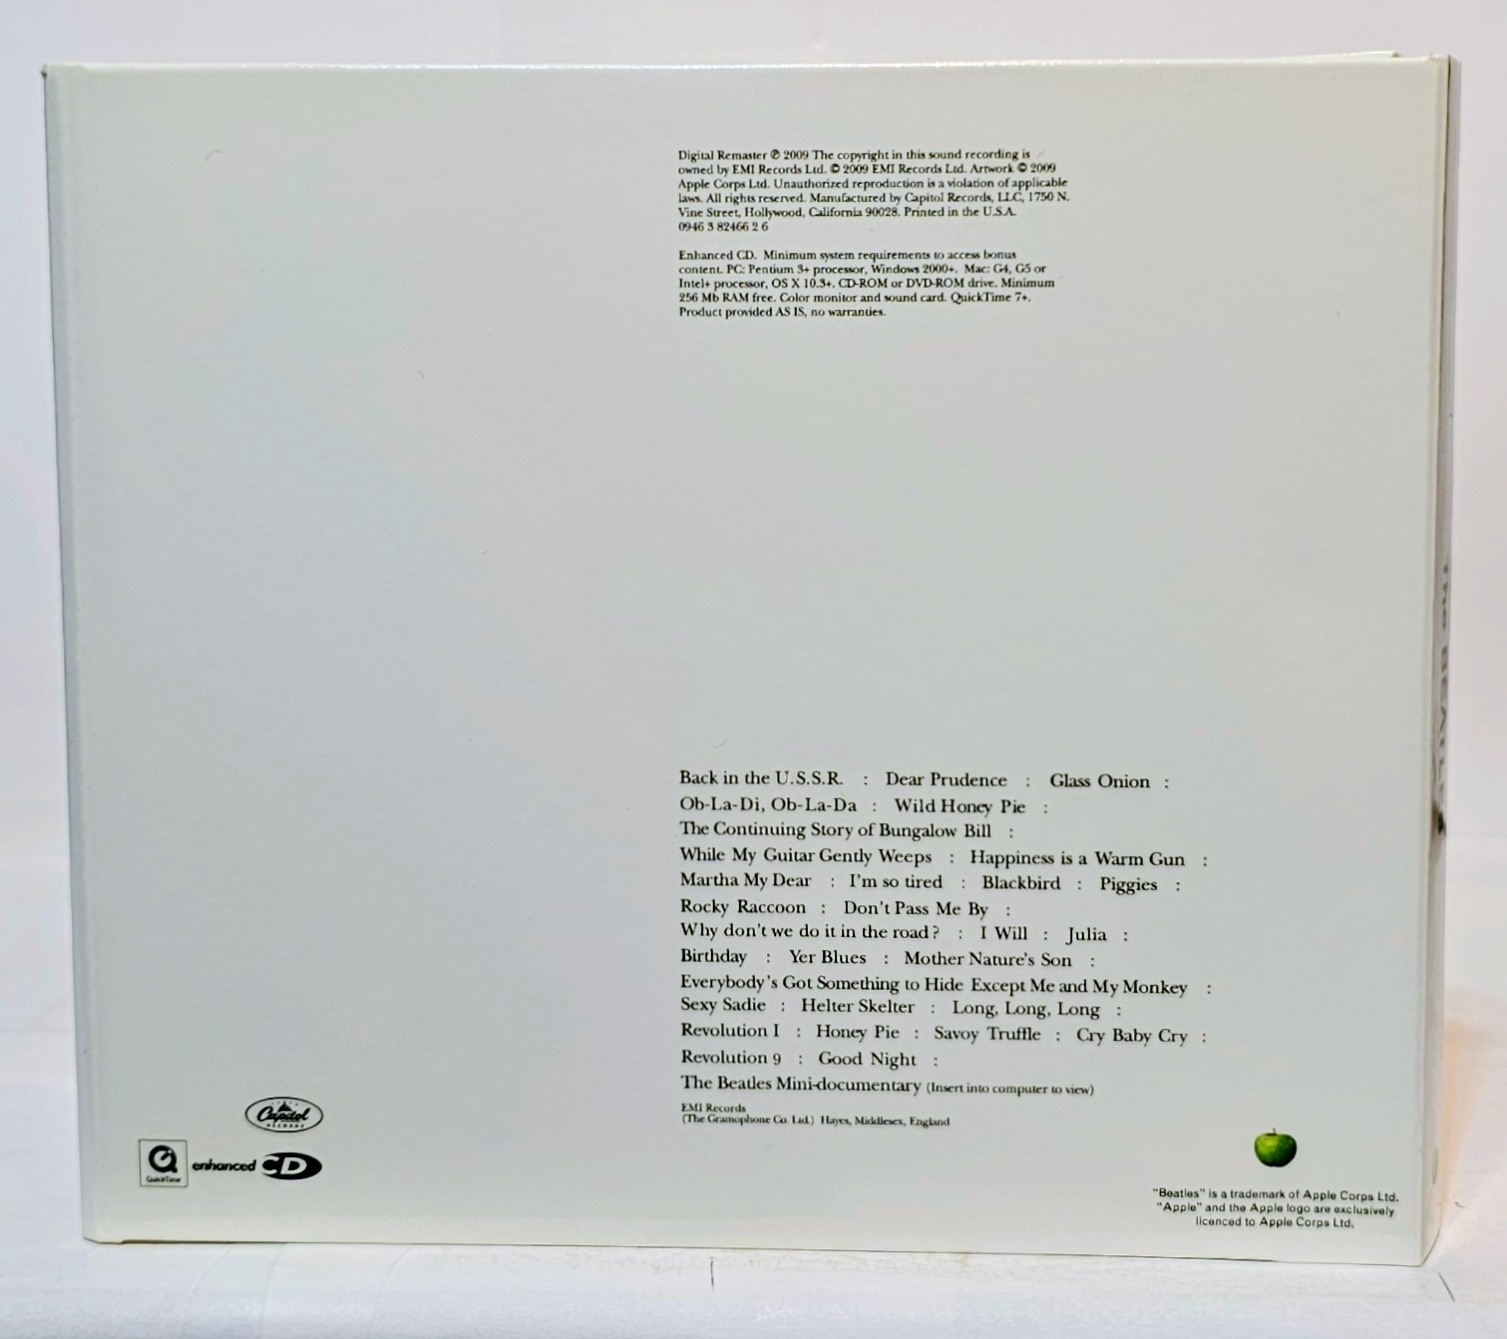 Digital Remaster ℗ 2009 The copyright in this sound recording is
owned by EMI Records Ltd. © 2009 EMI Records Ltd. Artwork © 2009
Apple Corps Ltd. Unauthorized reproduction is a violation of applicable
laws. All rights reserved. Manufactured by Capitol Records, LLC, 1750 N.
Vine Street, Hollywood, California 90028. Printed in the U.S.A.
0946 3 82466 2 6
Enhanced CD. Minimum system requirements to access bonus
content. PC: Pentium 3+ processor, Windows 2000+. Mac: G4, G5 or
Intel+ processor, OS X 10.3+. CD-ROM or DVD-ROM drive. Minimum
256 Mb RAM free. Color monitor and sound card. QuickTime 7+.
Product provided AS IS, no warranties.
The BEATLES
Back in the U.S.S.R. : Dear Prudence : Glass Onion :
Ob-La-Di, Ob-La-Da : Wild Honey Pie :
The Continuing Story of Bungalow Bill :
While My Guitar Gently Weeps : Happiness is a Warm Gun :
Martha My Dear : I'm so tired : Blackbird : Piggies :
Rocky Raccoon : Don't Pass Me By :
Why don't we do it in the road? : I Will : Julia :
Birthday : Yer Blues : Mother Nature's Son :
Everybody's Got Something to Hide Except Me and My Monkey :
Sexy Sadie : Helter Skelter : Long, Long, Long :
Revolution I : Honey Pie : Savoy Truffle : Cry Baby Cry :
Revolution 9 : Good Night :
The Beatles Mini-documentary (Insert into computer to view)
EMI Records
(The Gramophone Co. Ltd.) Hayes, Middlesex, England
Capitol
RECORDS
QuickTime
enhanced CD
"Beatles" is a trademark of Apple Corps Ltd.
"Apple" and the Apple logo are exclusively
licenced to Apple Corps Ltd.